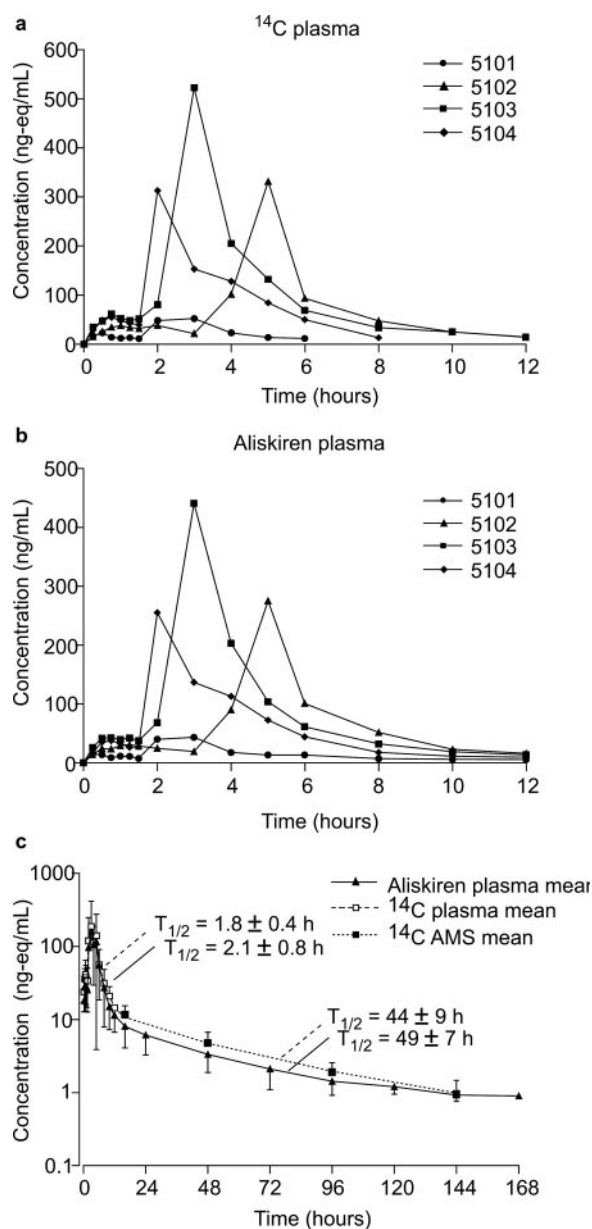 a
¹⁴C plasma
600
500
400
300
200
100
0
Concentration (ng-eq/mL)
5101
5102
5103
5104
0 2 4 6 8 10 12
Time (hours)
b
Aliskiren plasma
500
400
300
200
100
0
Concentration (ng/mL)
5101
5102
5103
5104
0 2 4 6 8 10 12
Time (hours)
c
1000
100
10
1
0.1
Concentration (ng-eq/mL)
Aliskiren plasma mean
¹⁴C plasma mean
¹⁴C AMS mean
T1/2 = 1.8 ± 0.4 h
T1/2 = 2.1 ± 0.8 h
T1/2 = 44 ± 9 h
T1/2 = 49 ± 7 h
0 24 48 72 96 120 144 168
Time (hours)